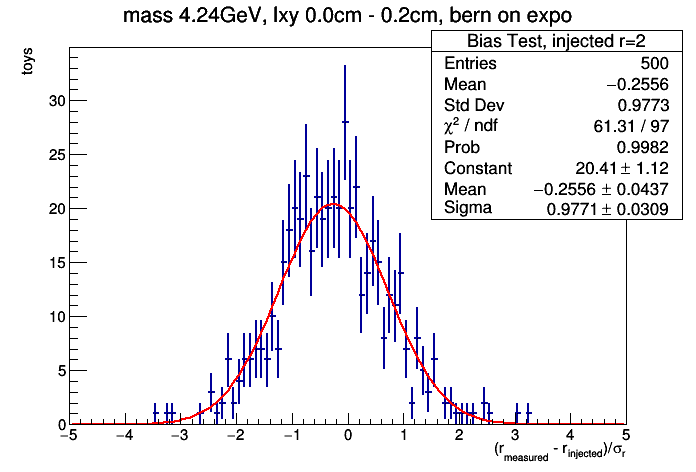 mass 4.24GeV, lxy 0.0cm - 0.2cm, bern on expo
toys
Bias Test, injected r=2
Entries 500
Mean −0.2556
Std Dev 0.9773
χ² / ndf 61.31 / 97
Prob 0.9982
Constant 20.41 ± 1.12
Mean −0.2556 ± 0.0437
Sigma 0.9771 ± 0.0309
30
25
20
15
10
5
0
−5 −4 −3 −2 −1 0 1 2 3 4 5
(r_measured - r_injected)/σ_r